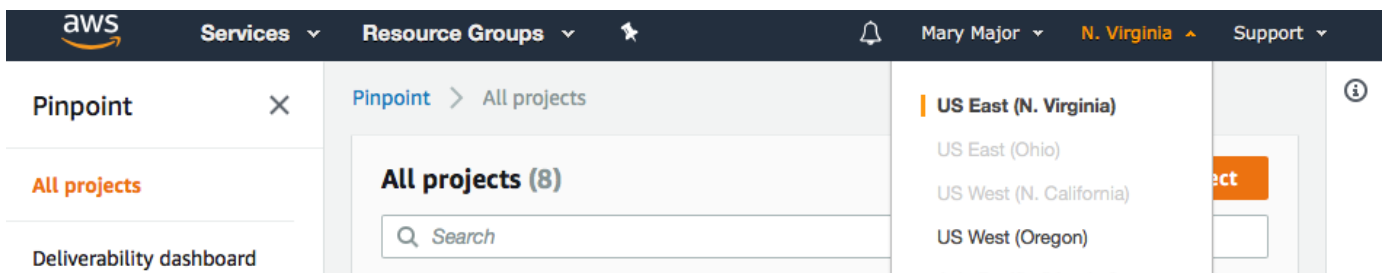 aws Services Resource Groups Mary Major N. Virginia Support
Pinpoint
Pinpoint > All projects
US East (N. Virginia)
US East (Ohio)
All projects
All projects (8)
US West (N. California)
Search
US West (Oregon)
Deliverability dashboard